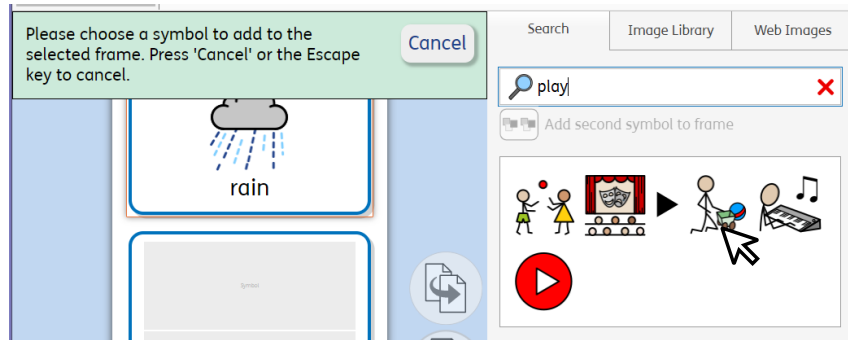 Please choose a symbol to add to the
selected frame. Press 'Cancel' or the Escape
key to cancel.
Cancel
rain
Symbol
Search
Image Library
Web Images
play
Add second symbol to frame